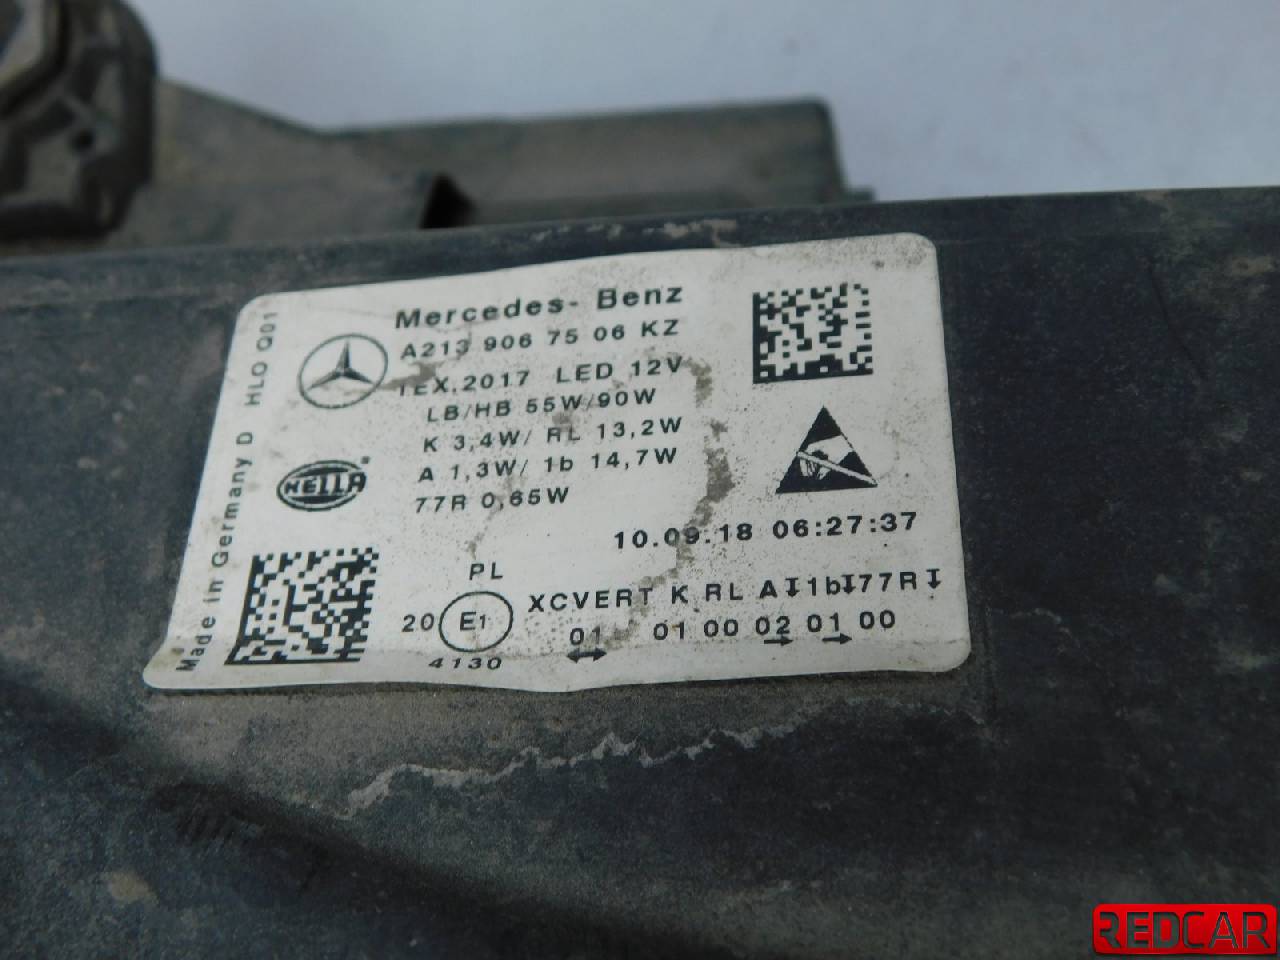 Mercedes-Benz
A213 906 75 06 KZ
TEX.2017 LED 12V
LB/HB 55W/90W
K 3,4W/ RL 13,2W
A 1,3W/ 1b 14,7W
77R 0,65W
HELLA
Made in Germany D HLO Q01
10.09.18 06:27:37
PL
XCVERT K RL A↧1b↧77R↧
20 E1
01 01 00 02 01 00
4130
REDCAR